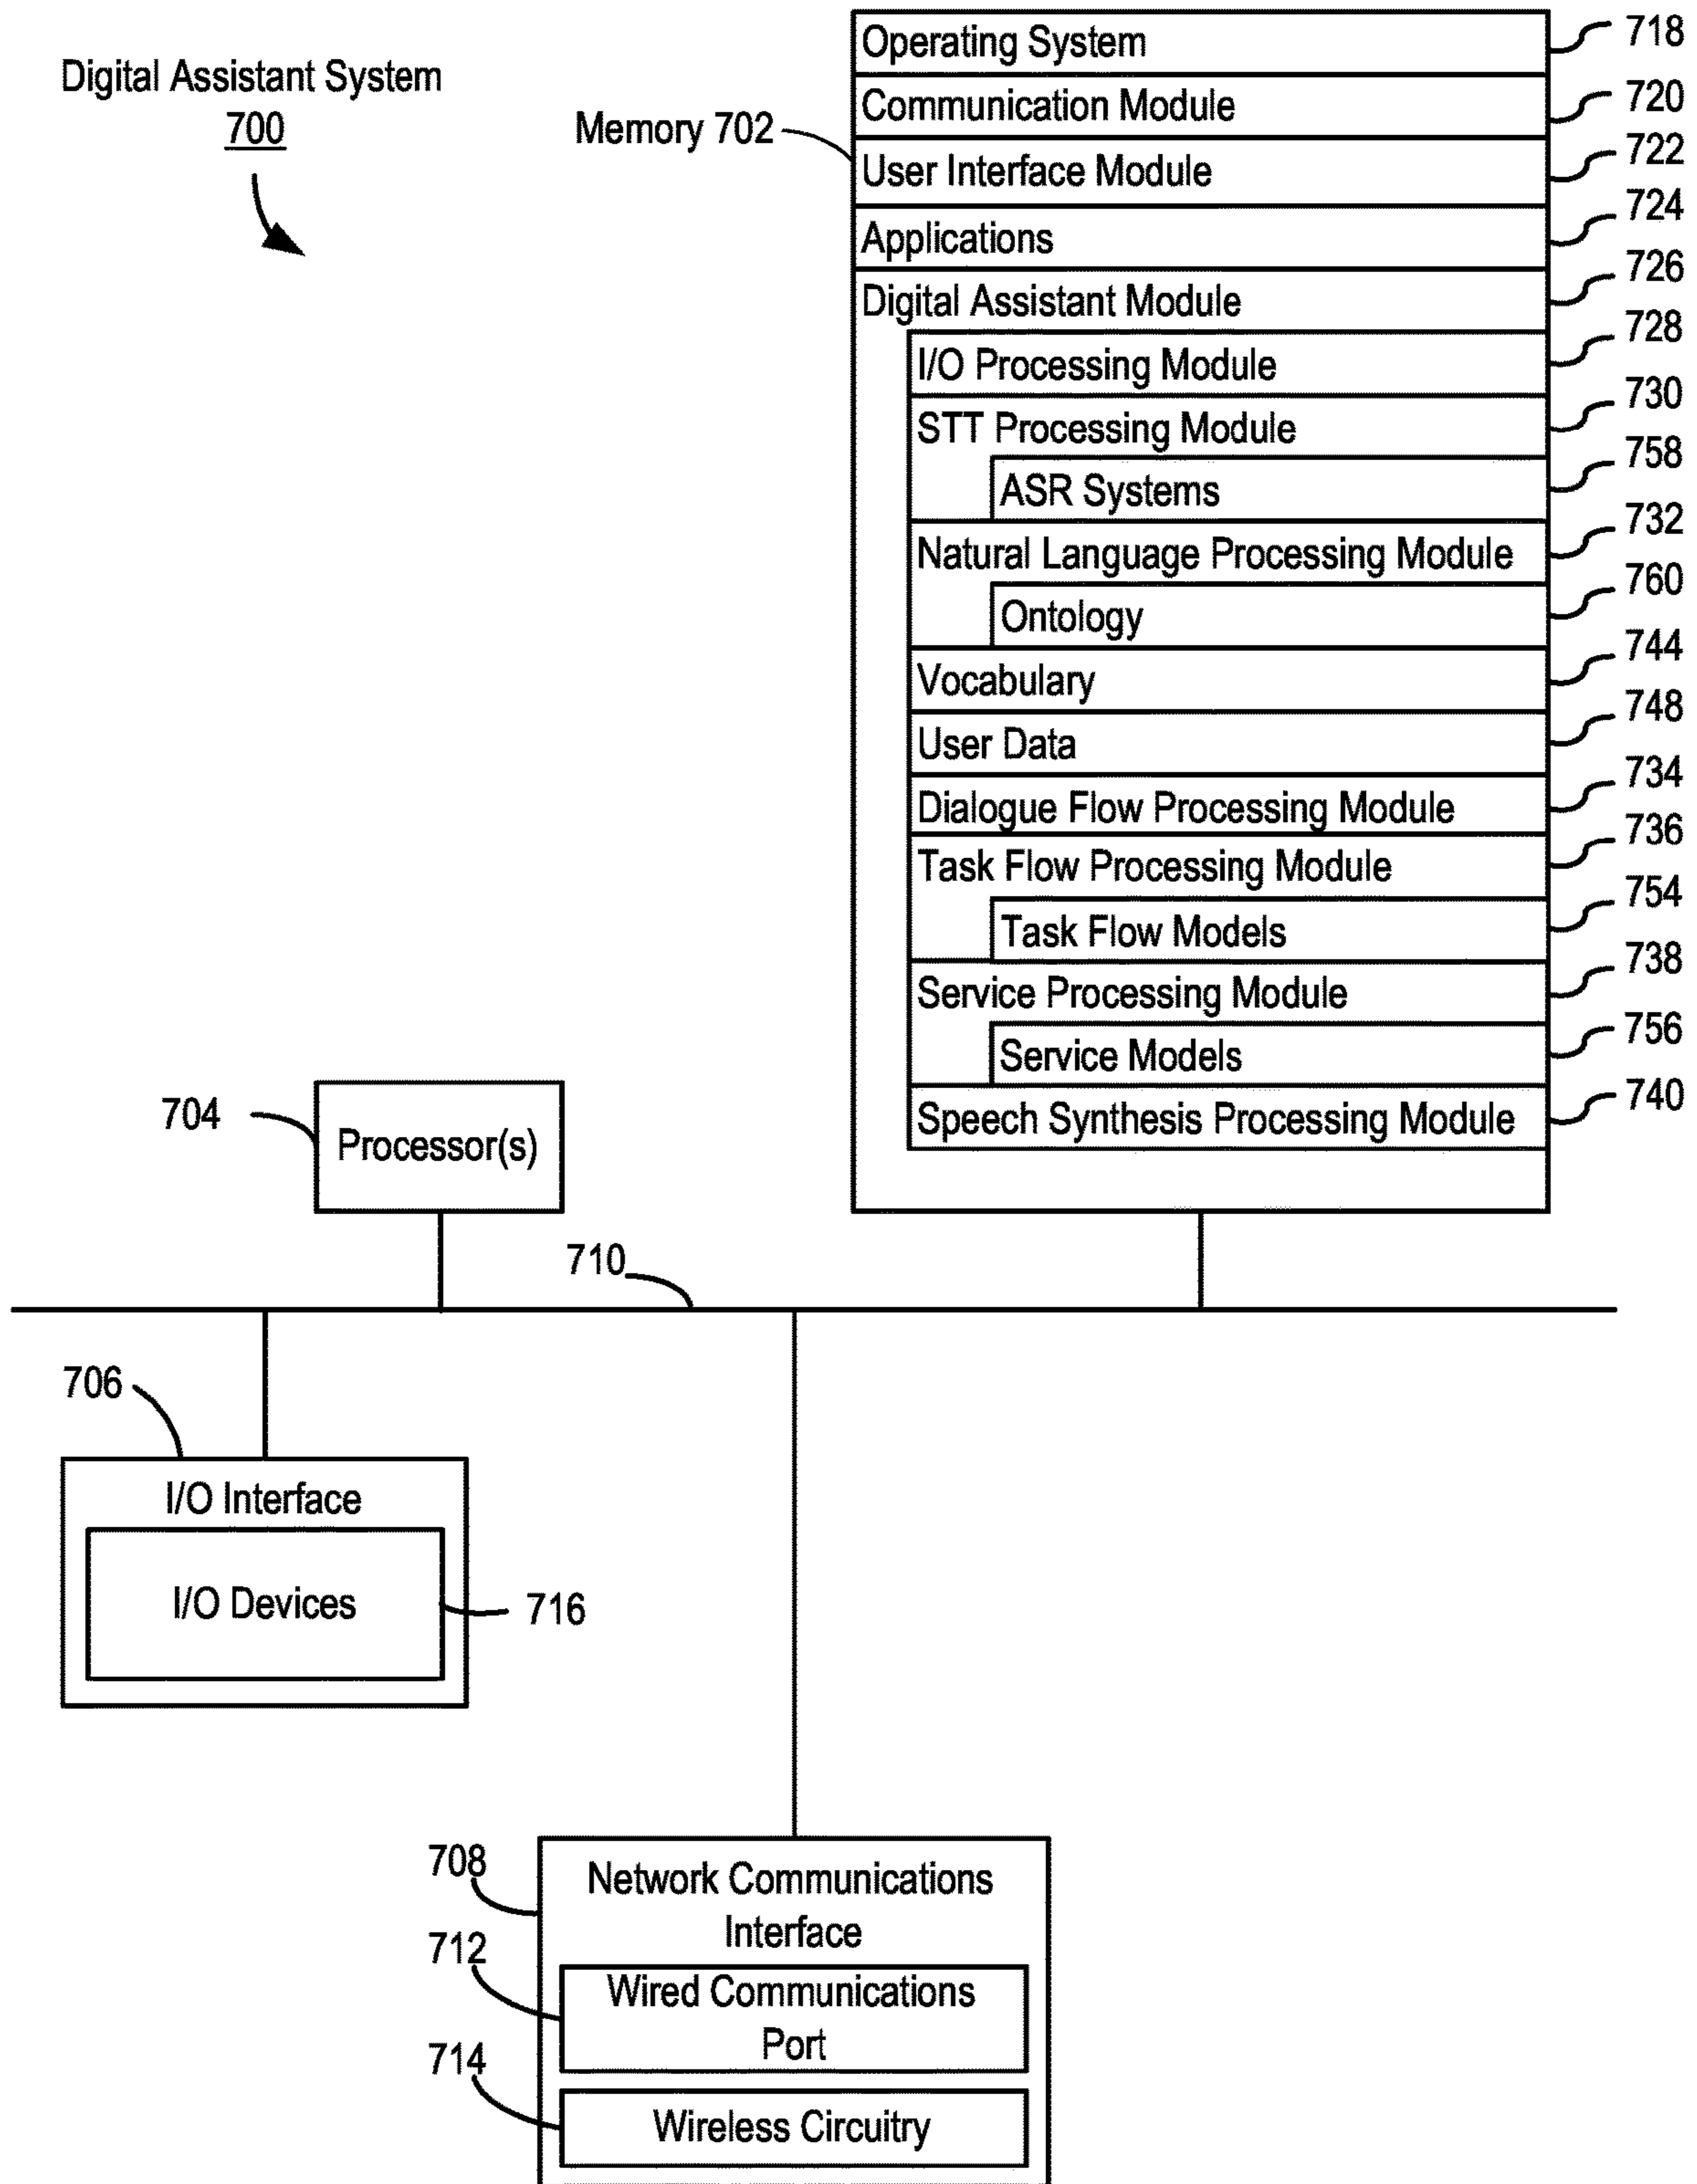 Digital Assistant System
700
Memory 702
Operating System 718
Communication Module 720
User Interface Module 722
Applications 724
Digital Assistant Module 726
I/O Processing Module 728
STT Processing Module 730
ASR Systems 758
Natural Language Processing Module 732
Ontology 760
Vocabulary 744
User Data 748
Dialogue Flow Processing Module 734
Task Flow Processing Module 736
Task Flow Models 754
Service Processing Module 738
Service Models 756
Speech Synthesis Processing Module 740
704
Processor(s)
710
706
I/O Interface
I/O Devices
716
708
Network Communications
Interface
712
Wired Communications
Port
714
Wireless Circuitry